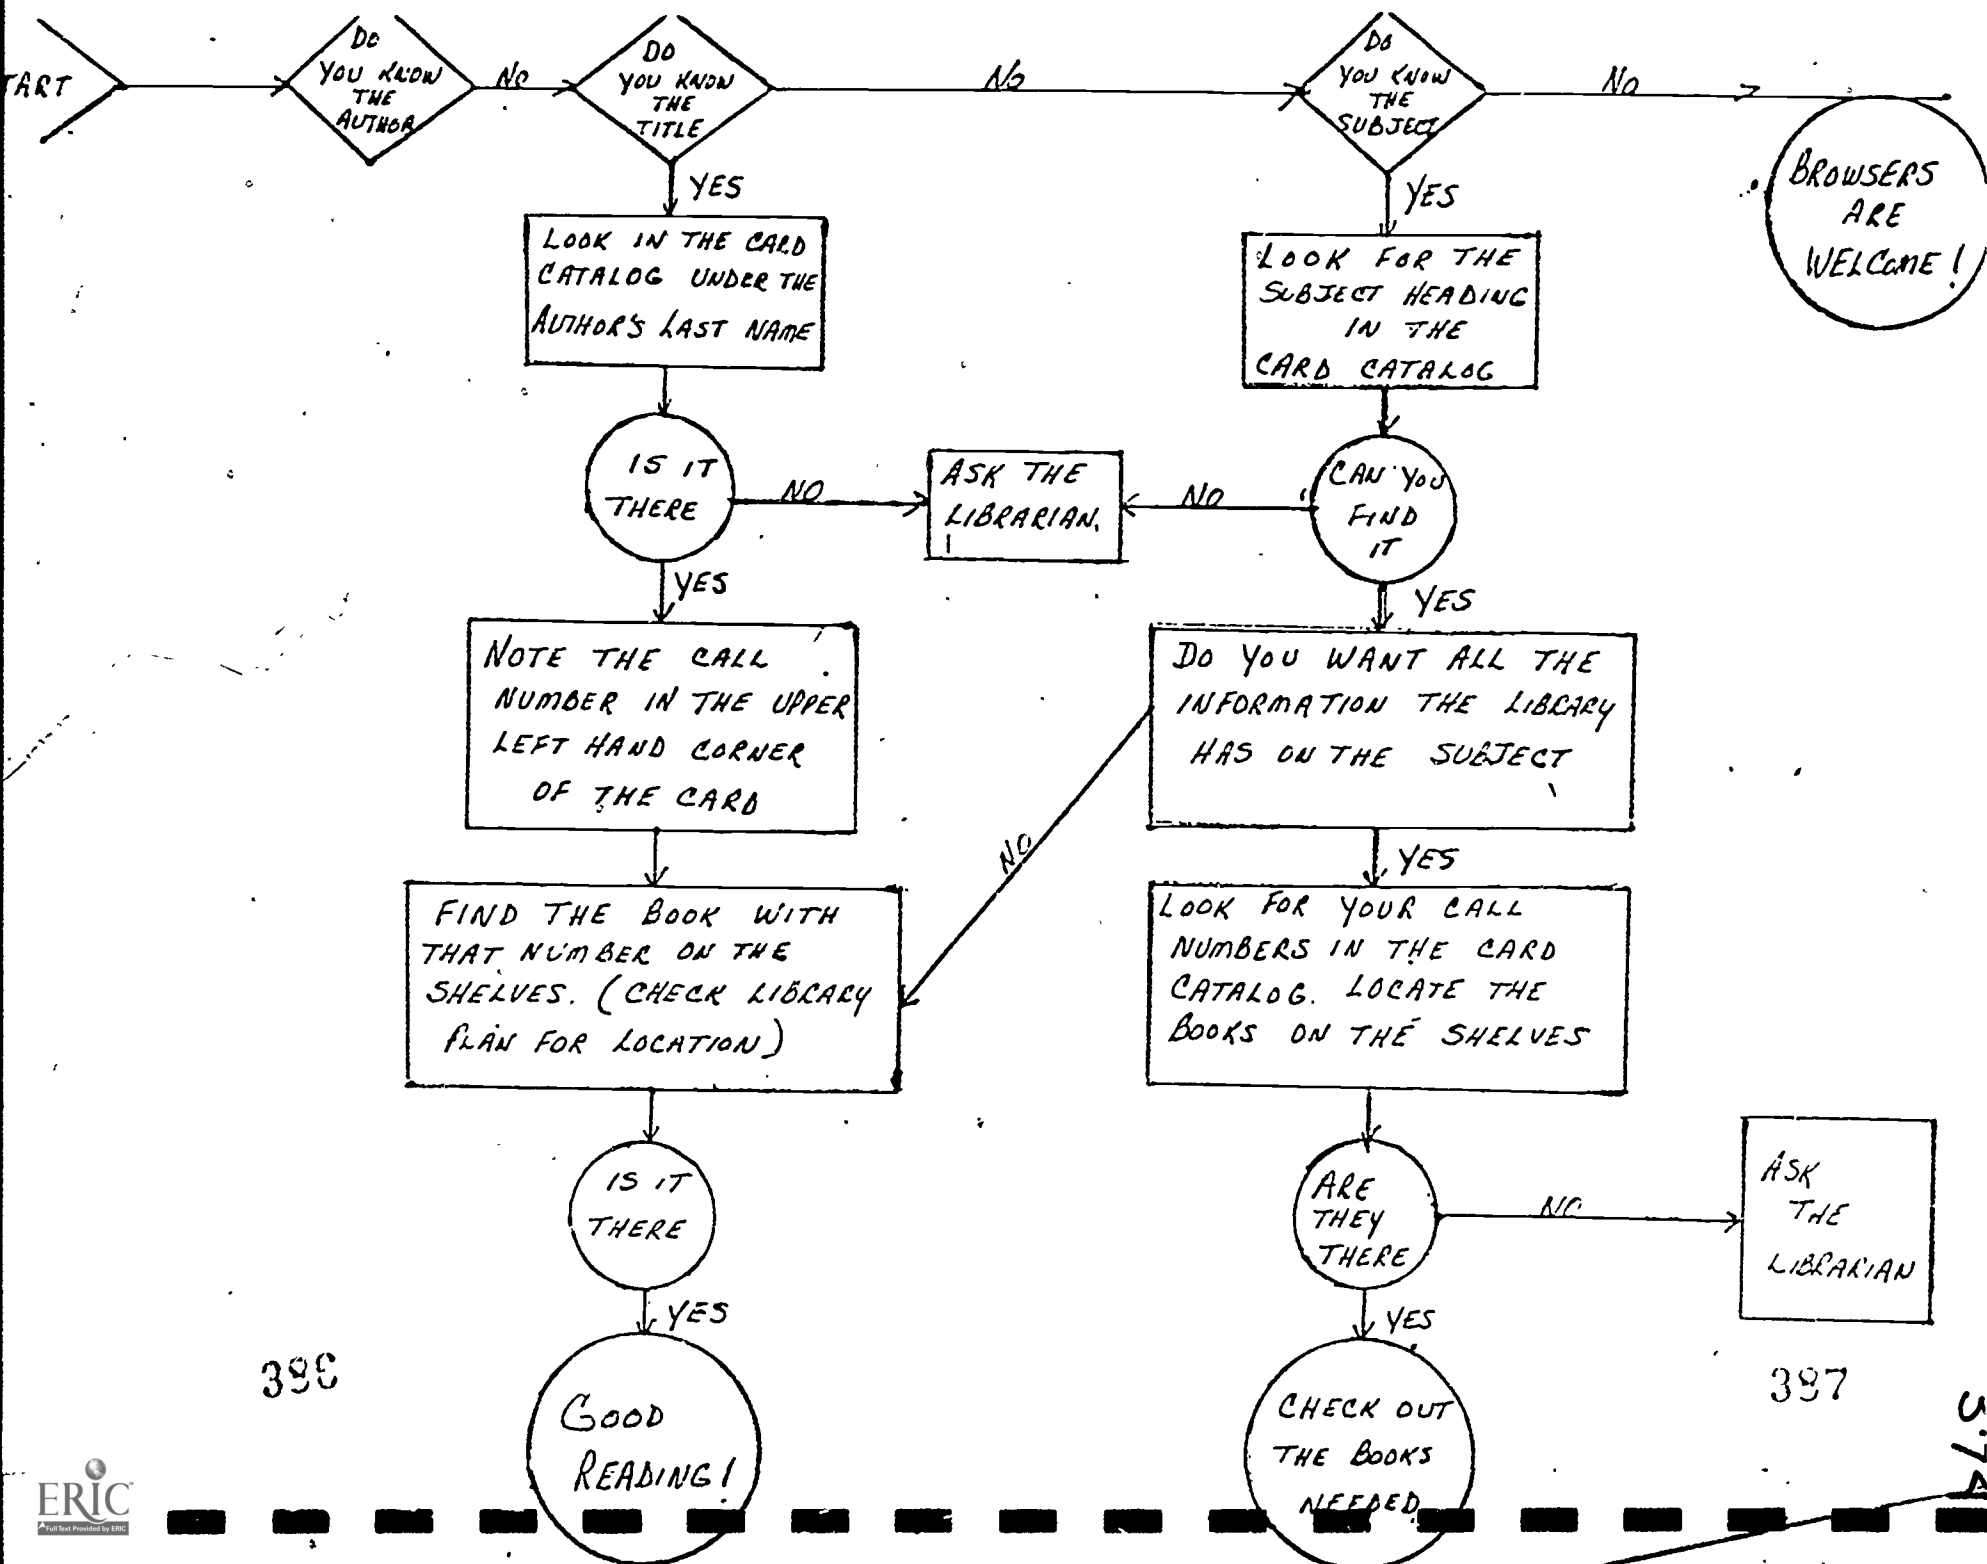 TART
DO
YOU KNOW
THE
AUTHOR
NO
DO
YOU KNOW
THE
TITLE
NO
DO
YOU KNOW
THE
SUBJECT
NO
BROWSERS
ARE
WELCOME!
YES
LOOK IN THE CARD
CATALOG UNDER THE
AUTHOR'S LAST NAME
YES
LOOK FOR THE
SUBJECT HEADING
IN THE
CARD CATALOG
IS IT
THERE
NO
ASK THE
LIBRARIAN.
NO
CAN YOU
FIND
IT
YES
NOTE THE CALL
NUMBER IN THE UPPER
LEFT HAND CORNER
OF THE CARD
YES
DO YOU WANT ALL THE
INFORMATION THE LIBRARY
HAS ON THE SUBJECT
NO
YES
FIND THE BOOK WITH
THAT NUMBER ON THE
SHELVES. (CHECK LIBRARY
PLAN FOR LOCATION)
LOOK FOR YOUR CALL
NUMBERS IN THE CARD
CATALOG. LOCATE THE
BOOKS ON THE SHELVES
IS IT
THERE
ARE
THEY
THERE
NO
ASK
THE
LIBRARIAN
YES
GOOD
READING!
YES
CHECK OUT
THE BOOKS
NEEDED
387
ERIC
Full Text Provided by ERIC